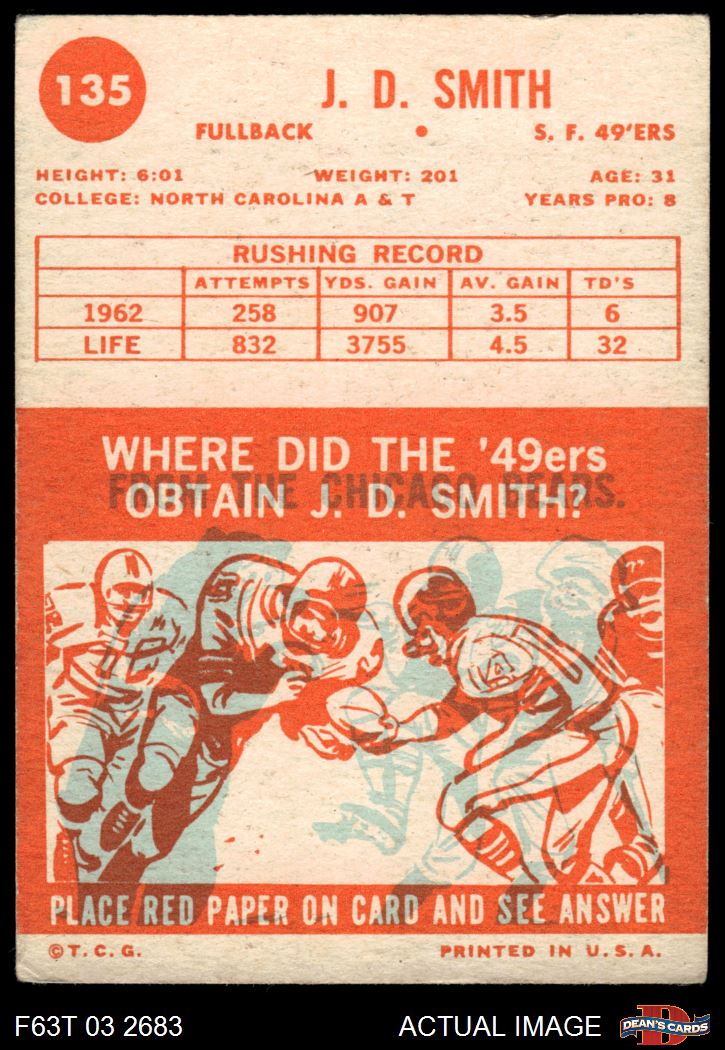 135
J. D. SMITH
FULLBACK • S. F. 49'ERS
HEIGHT: 6:01 WEIGHT: 201 AGE: 31
COLLEGE: NORTH CAROLINA A & T YEARS PRO: 8
RUSHING RECORD
ATTEMPTS YDS. GAIN AV. GAIN TD'S
1962 258 907 3.5 6
LIFE 832 3755 4.5 32
WHERE DID THE '49ers
FROM THE CHICAGO BEARS.
OBTAIN J. D. SMITH?
PLACE RED PAPER ON CARD AND SEE ANSWER
© T. C. G. PRINTED IN U. S. A.
F63T 03 2683 ACTUAL IMAGE D DEAN'S CARDS